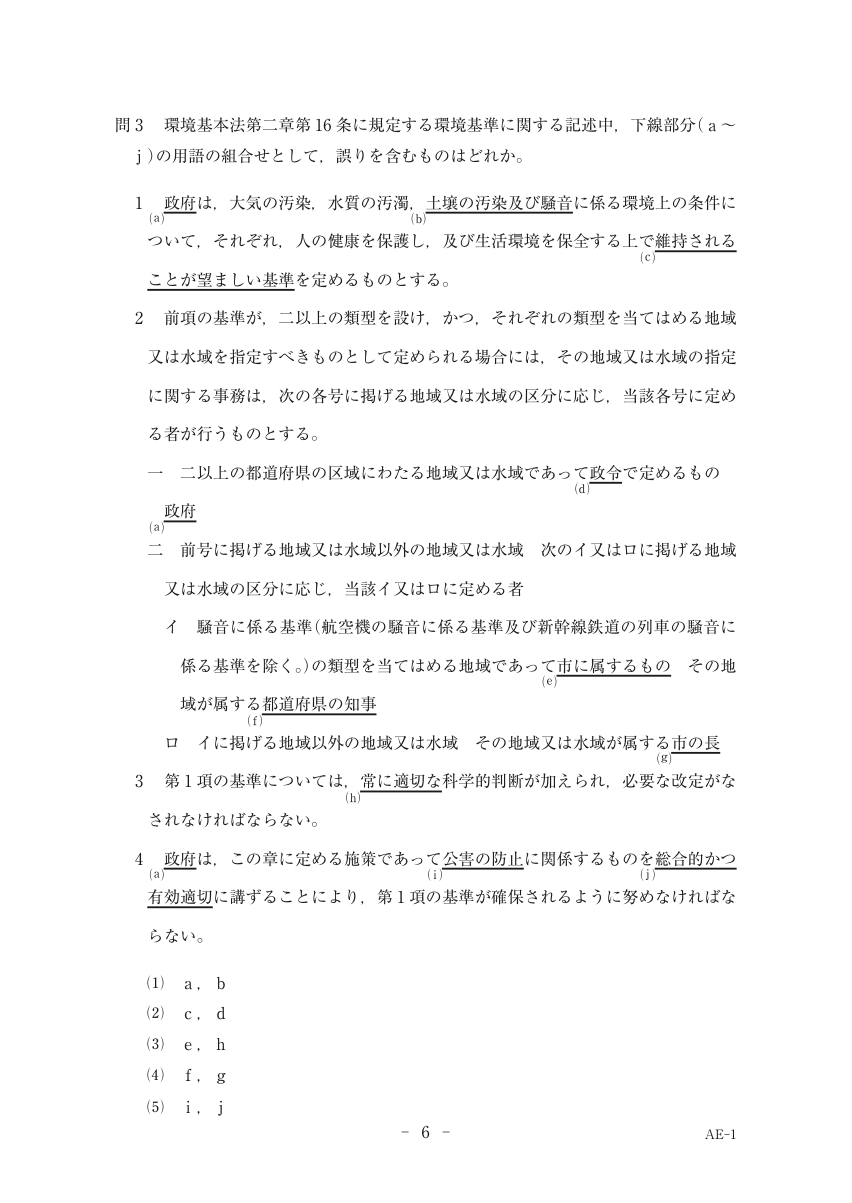 問3 環境基本法第二章第16条に規定する環境基準に関する記述中，下線部分(a～
j)の用語の組合せとして，誤りを含むものはどれか。
1 政府は，大気の汚染，水質の汚濁，土壌の汚染及び騒音に係る環境上の条件に
(a) (b)
ついて，それぞれ，人の健康を保護し，及び生活環境を保全する上で維持される
(c)
ことが望ましい基準を定めるものとする。
2 前項の基準が，二以上の類型を設け，かつ，それぞれの類型を当てはめる地域
又は水域を指定すべきものとして定められる場合には，その地域又は水域の指定
に関する事務は，次の各号に掲げる地域又は水域の区分に応じ，当該各号に定め
る者が行うものとする。
一 二以上の都道府県の区域にわたる地域又は水域であって政令で定めるもの
(d)
政府
(a)
二 前号に掲げる地域又は水域以外の地域又は水域 次のイ又はロに掲げる地域
又は水域の区分に応じ，当該イ又はロに定める者
イ 騒音に係る基準(航空機の騒音に係る基準及び新幹線鉄道の列車の騒音に
係る基準を除く。)の類型を当てはめる地域であって市に属するもの その地
(e)
域が属する都道府県の知事
(f)
ロ イに掲げる地域以外の地域又は水域 その地域又は水域が属する市の長
(g)
3 第1項の基準については，常に適切な科学的判断が加えられ，必要な改定がな
(h)
されなければならない。
4 政府は，この章に定める施策であって公害の防止に関係するものを総合的かつ
(a) (i) (j)
有効適切に講ずることにより，第1項の基準が確保されるように努めなければな
らない。
(1) a，b
(2) c，d
(3) e，h
(4) f，g
(5) i，j
- 6 - AE-1